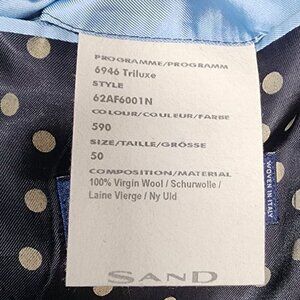 PROGRAMME/PROGRAMM
6946 Triluxe
STYLE
62AF6001N
COLOUR/COULEUR/FARBE
590
SIZE/TAILLE/GRÖSSE
50
COMPOSITION/MATERIAL
100% Virgin Wool / Schurwolle /
Laine Vierge / Ny Uld
SAND
WOVEN IN ITALY